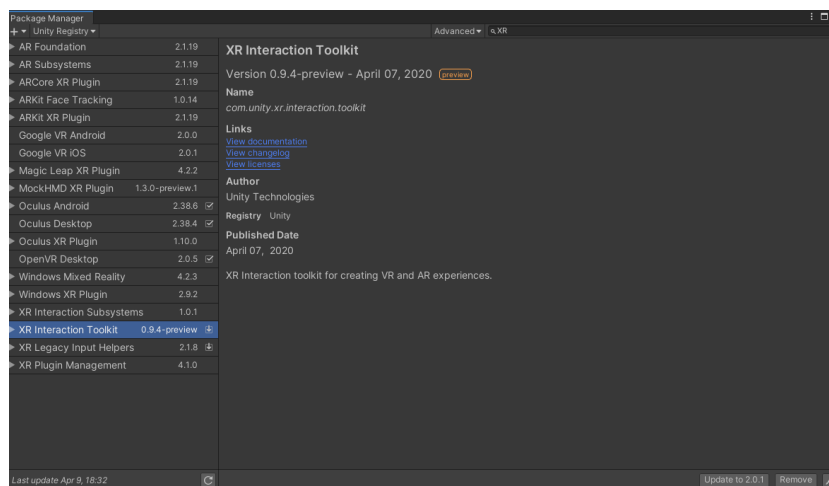 Package Manager
+ Unity Registry
Advanced XR
AR Foundation 2.1.19
AR Subsystems 2.1.19
ARCore XR Plugin 2.1.19
ARKit Face Tracking 1.0.14
ARKit XR Plugin 2.1.19
Google VR Android 2.0.0
Google VR iOS 2.0.1
Magic Leap XR Plugin 4.2.2
MockHMD XR Plugin 1.3.0-preview.1
Oculus Android 2.38.6
Oculus Desktop 2.38.4
Oculus XR Plugin 1.10.0
OpenVR Desktop 2.0.5
Windows Mixed Reality 4.2.3
Windows XR Plugin 2.9.2
XR Interaction Subsystems 1.0.1
XR Interaction Toolkit 0.9.4-preview
XR Legacy Input Helpers 2.1.8
XR Plugin Management 4.1.0
Last update Apr 9, 18:32
XR Interaction Toolkit
Version 0.9.4-preview - April 07, 2020 preview
Name
com.unity.xr.interaction.toolkit
Links
View documentation
View changelog
View licenses
Author
Unity Technologies
Registry Unity
Published Date
April 07, 2020
XR Interaction toolkit for creating VR and AR experiences.
Update to 2.0.1 Remove